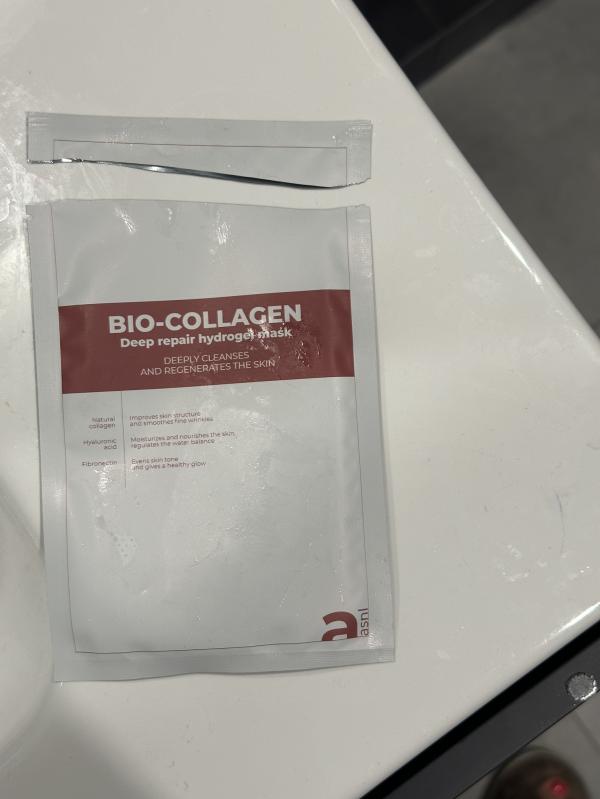 BIO-COLLAGEN
Deep repair hydrogel mask
DEEPLY CLEANSES
AND REGENERATES THE SKIN
Natural
collagen
Improves skin structure
and smoothes fine wrinkles
Hyaluronic
acid
Moisturizes and nourishes the skin,
regulates the water balance
Fibronectin
Evens skin tone
and gives a healthy glow
a
asnl